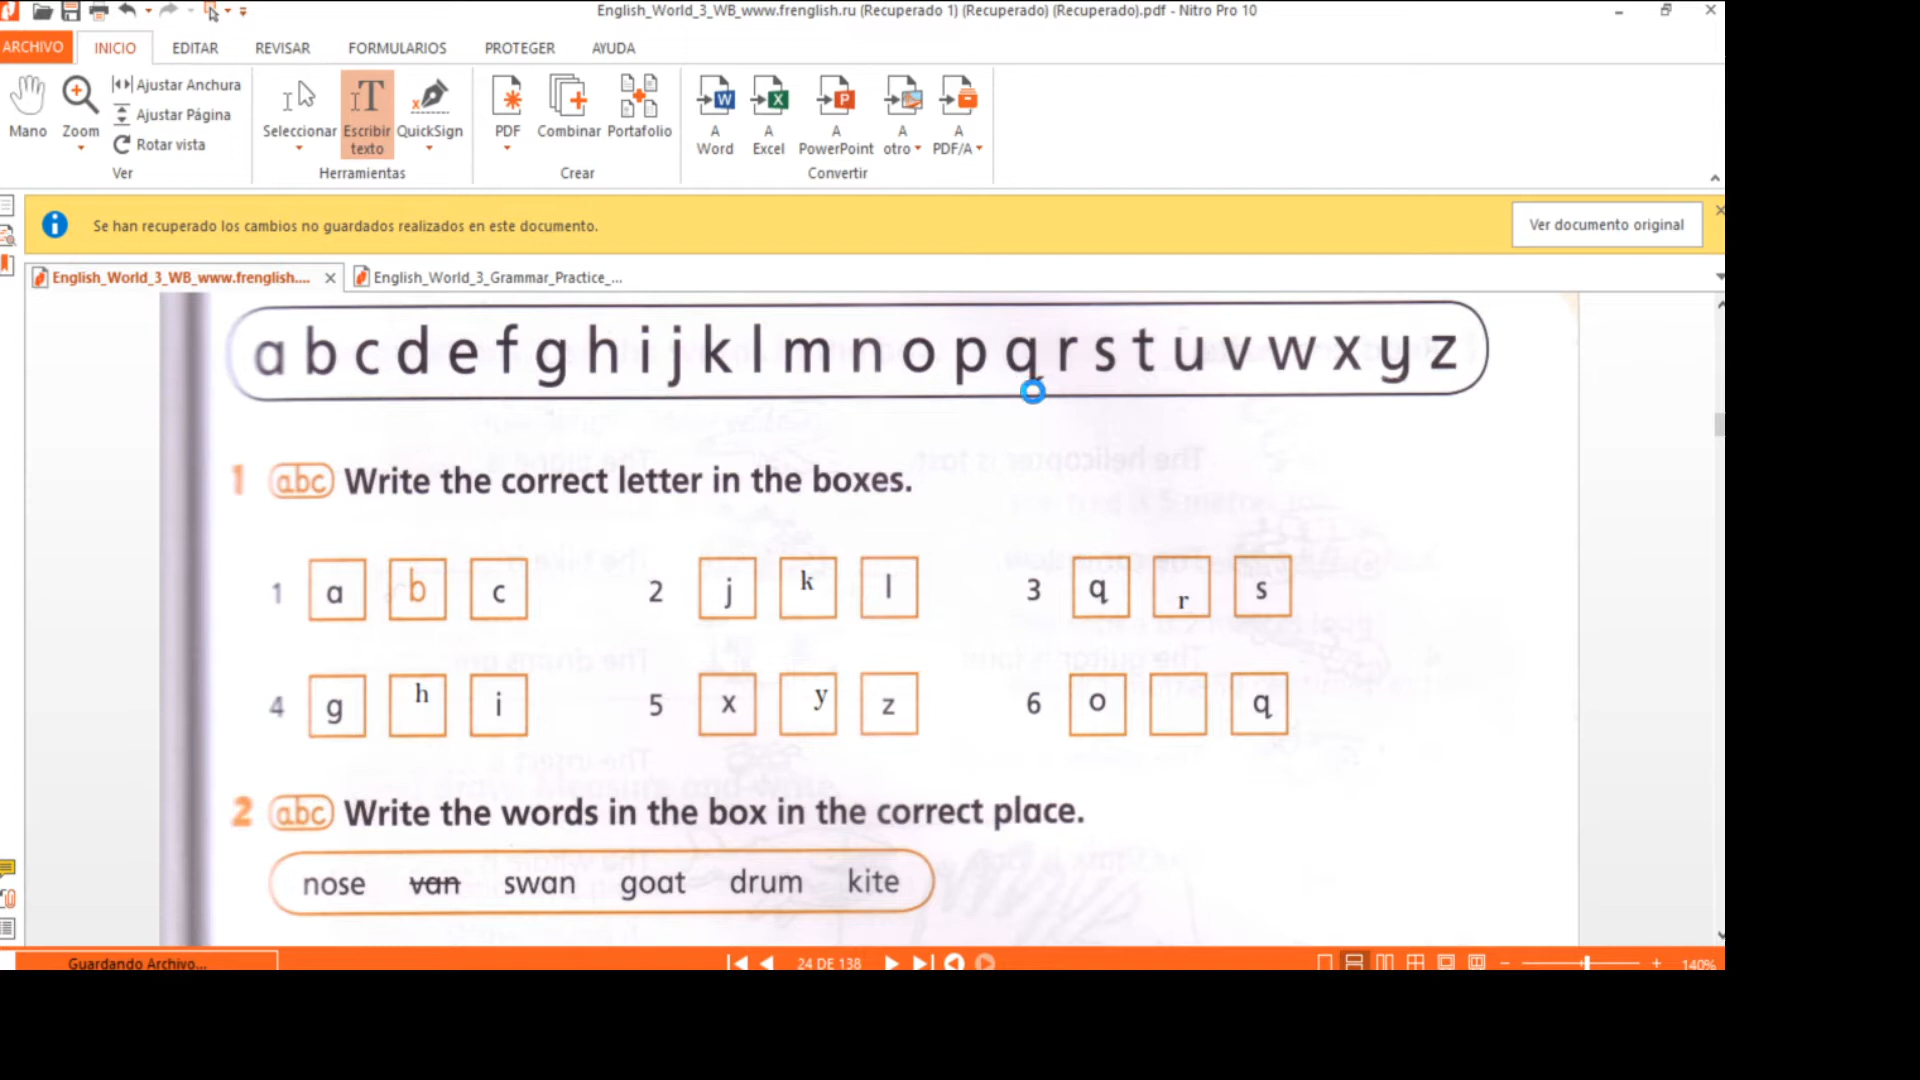 English_World_3_WB_www.frenglish.ru (Recuperado 1) (Recuperado) (Recuperado).pdf - Nitro Pro 10
ARCHIVO INICIO EDITAR REVISAR FORMULARIOS PROTEGER AYUDA
Mano
Zoom
Ajustar Anchura
Ajustar Página
Rotar vista
Ver
Seleccionar
Escribir texto
QuickSign
Herramientas
PDF
Combinar
Portafolio
Crear
A Word
A Excel
A PowerPoint
A otro
A PDF/A
Convertir
Se han recuperado los cambios no guardados realizados en este documento.
Ver documento original
English_World_3_WB_www.frenglish....
English_World_3_Grammar_Practice_...
a b c d e f g h i j k l m n o p q r s t u v w x y z
1 abc Write the correct letter in the boxes.
1 a b c 2 j k l 3 q r s
4 g h i 5 x y z 6 o q
2 abc Write the words in the box in the correct place.
nose van swan goat drum kite
Guardando Archivo...
24 DE 138
140%